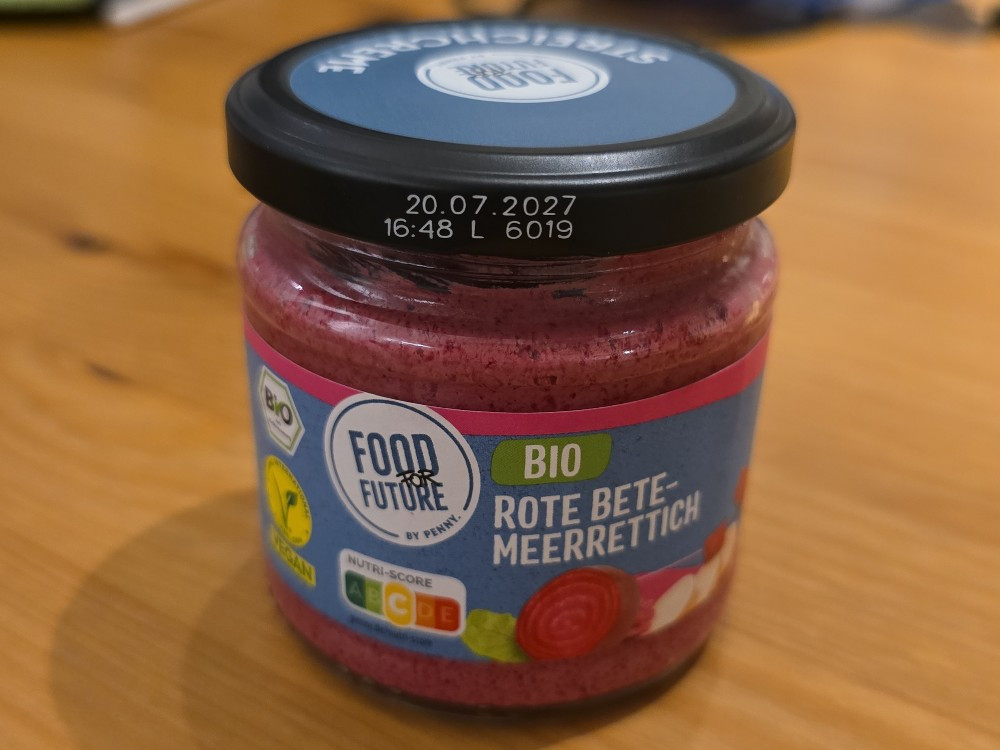 STREICHCREME
FOOD
FOR
FUTURE
20.07.2027
16:48 L 6019
BIO
FOOD
FOR
FUTURE
BY PENNY.
BIO
ROTE BETE-
MEERRETTICH
VEGAN
NUTRI-SCORE
A B C D E